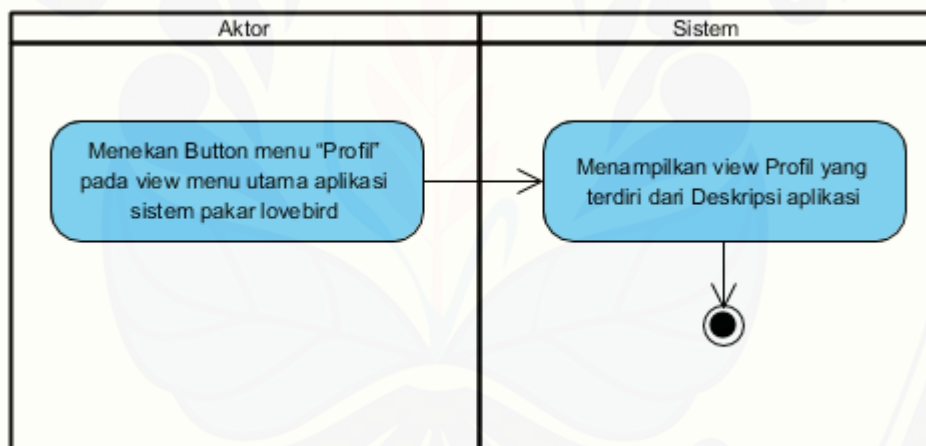 Aktor
Sistem
Menekan Button menu “Profil”
pada view menu utama aplikasi
sistem pakar lovebird
Menampilkan view Profil yang
terdiri dari Deskripsi aplikasi